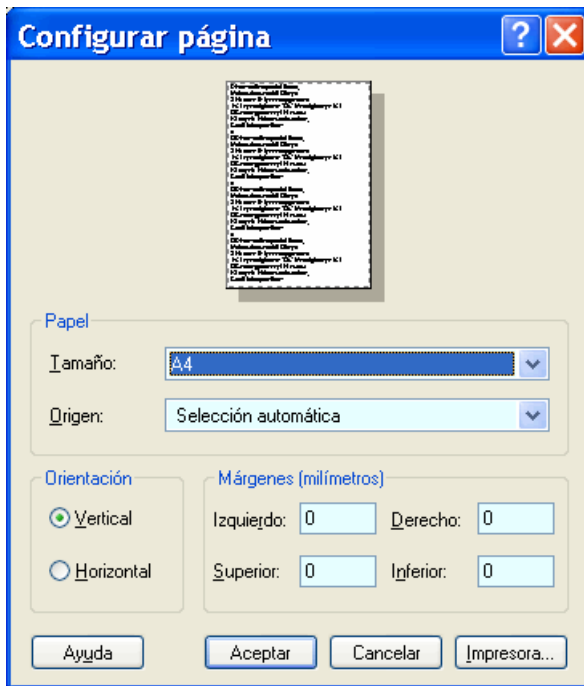 Configurar página
Papel
Tamaño: A4
Origen: Selección automática
Orientación
Vertical
Horizontal
Márgenes (milímetros)
Izquierdo: 0 Derecho: 0
Superior: 0 Inferior: 0
Ayuda Aceptar Cancelar Impresora...